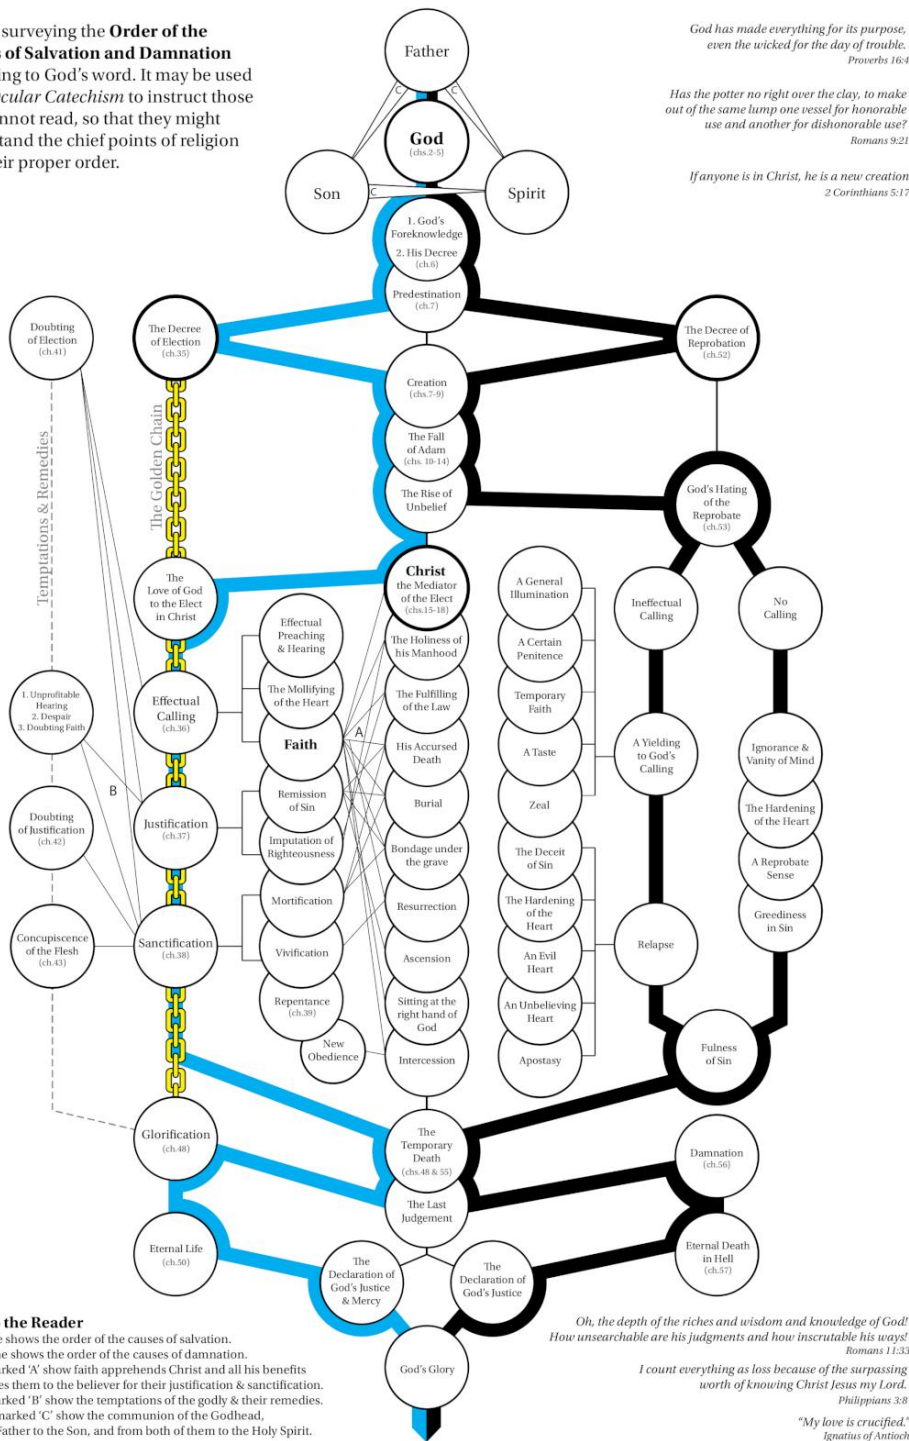 surveying the Order of the
of Salvation and Damnation
ing to God's word. It may be used
cular Catechism to instruct those
nnot read, so that they might
tand the chief points of religion
eir proper order.
God has made everything for its purpose,
even the wicked for the day of trouble.
Proverbs 16:4
Has the potter no right over the clay, to make
out of the same lump one vessel for honorable
use and another for dishonorable use?
Romans 9:21
If anyone is in Christ, he is a new creation
2 Corinthians 5:17
Father
C
C
God
(chs.2-5)
Son
C
Spirit
1. God's
Foreknowledge
2. His Decree
(ch.6)
Predestination
(ch.7)
Doubting
of Election
(ch.41)
The Decree
of Election
(ch.35)
The Decree of
Reprobation
(ch.52)
Creation
(chs.7-9)
The Fall
of Adam
(chs. 10-14)
The Rise of
Unbelief
The Golden Chain
Temptations & Remedies
God's Hating
of the
Reprobate
(ch.53)
Christ
the Mediator
of the Elect
(chs.15-18)
The
Love of God
to the Elect
in Christ
A General
Illumination
Ineffectual
Calling
No
Calling
Effectual
Preaching
& Hearing
The Holiness of
his Manhood
A Certain
Penitence
1. Unprofitable
Hearing
2. Despair
3. Doubting Faith
Effectual
Calling
(ch.36)
The Mollifying
of the Heart
The Fulfilling
of the Law
Temporary
Faith
Faith
A
His Accursed
Death
A Taste
A Yielding
to God's
Calling
Ignorance &
Vanity of Mind
B
Remission
of Sin
Burial
Zeal
The Hardening
of the Heart
Doubting
of Justification
(ch.42)
Justification
(ch.37)
Imputation of
Righteousness
Bondage under
the grave
The Deceit
of Sin
A Reprobate
Sense
Mortification
Resurrection
The Hardening
of the
Heart
Greediness
in Sin
Concupiscence
of the Flesh
(ch.43)
Sanctification
(ch.38)
Vivification
Ascension
An Evil
Heart
Relapse
Repentance
(ch.39)
Sitting at the
right hand of
God
An Unbelieving
Heart
New
Obedience
Intercession
Apostasy
Fulness
of Sin
Glorification
(ch.48)
The
Temporary
Death
(chs.48 & 55)
Damnation
(ch.56)
The Last
Judgement
Eternal Life
(ch.50)
The
Declaration of
God's Justice
& Mercy
The
Declaration of
God's Justice
Eternal Death
in Hell
(ch.57)
God's Glory
the Reader
e shows the order of the causes of salvation.
ne shows the order of the causes of damnation.
arked 'A' show faith apprehends Christ and all his benefits
es them to the believer for their justification & sanctification.
arked 'B' show the temptations of the godly & their remedies.
marked 'C' show the communion of the Godhead,
Father to the Son, and from both of them to the Holy Spirit.
Oh, the depth of the riches and wisdom and knowledge of God!
How unsearchable are his judgments and how inscrutable his ways!
Romans 11:33
I count everything as loss because of the surpassing
worth of knowing Christ Jesus my Lord.
Philippians 3:8
"My love is crucified."
Ignatius of Antioch